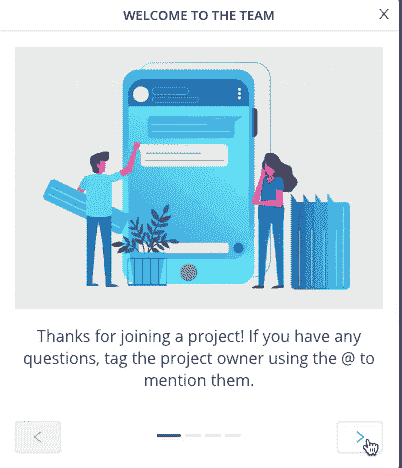 WELCOME TO THE TEAM
X
Thanks for joining a project! If you have any
questions, tag the project owner using the @ to
mention them.